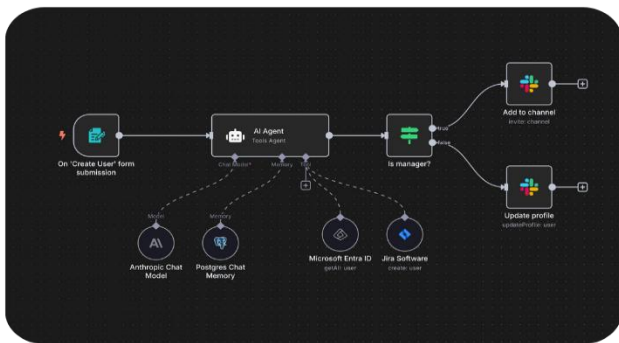 On 'Create User' form
submission
AI Agent
Tools Agent
Chat Model*
Memory
Tool
Is manager?
true
false
Add to channel
invite: channel
Update profile
updateProfile: user
Model
Memory
Anthropic Chat
Model
Postgres Chat
Memory
Microsoft Entra ID
getAll: user
Jira Software
create: user